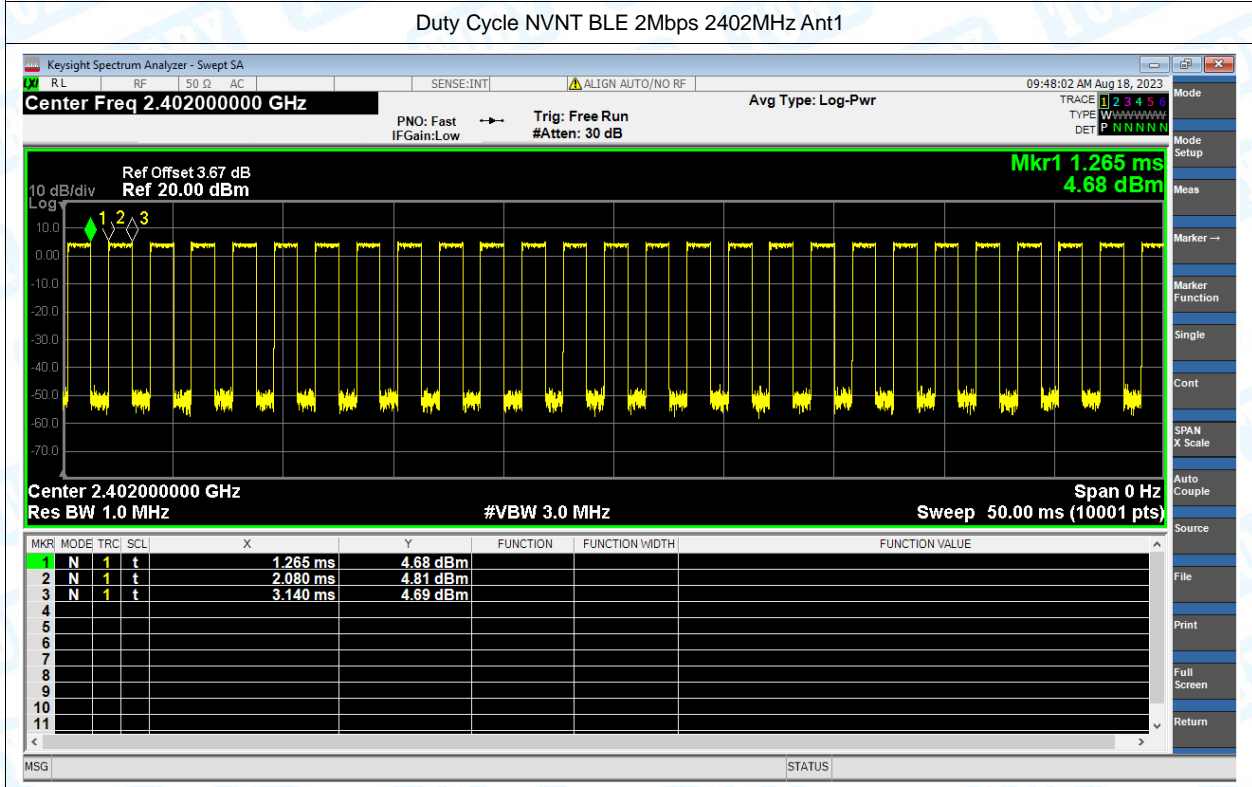 Duty Cycle NVNT BLE 2Mbps 2402MHz Ant1
Keysight Spectrum Analyzer - Swept SA
LXI RL RF 50 Ω AC SENSE:INT ALIGN AUTO/NO RF 09:48:02 AM Aug 18, 2023
Center Freq 2.402000000 GHz
PNO: Fast
IFGain:Low
Trig: Free Run
#Atten: 30 dB
Avg Type: Log-Pwr
TRACE 1 2 3 4 5 6
TYPE WWWWWWW
DET P N N N N N
Ref Offset 3.67 dB
10 dB/div Ref 20.00 dBm
Log
Mkr1 1.265 ms
4.68 dBm
1 2 3
10.0
0.00
-10.0
-20.0
-30.0
-40.0
-50.0
-60.0
-70.0
Center 2.402000000 GHz Span 0 Hz
Res BW 1.0 MHz #VBW 3.0 MHz Sweep 50.00 ms (10001 pts)
MKR MODE TRC SCL X Y FUNCTION FUNCTION WIDTH FUNCTION VALUE
1 N 1 t 1.265 ms 4.68 dBm
2 N 1 t 2.080 ms 4.81 dBm
3 N 1 t 3.140 ms 4.69 dBm
4
5
6
7
8
9
10
11
MSG STATUS
Mode
Mode
Setup
Meas
Marker →
Marker
Function
Single
Cont
SPAN
X Scale
Auto
Couple
Source
File
Print
Full
Screen
Return